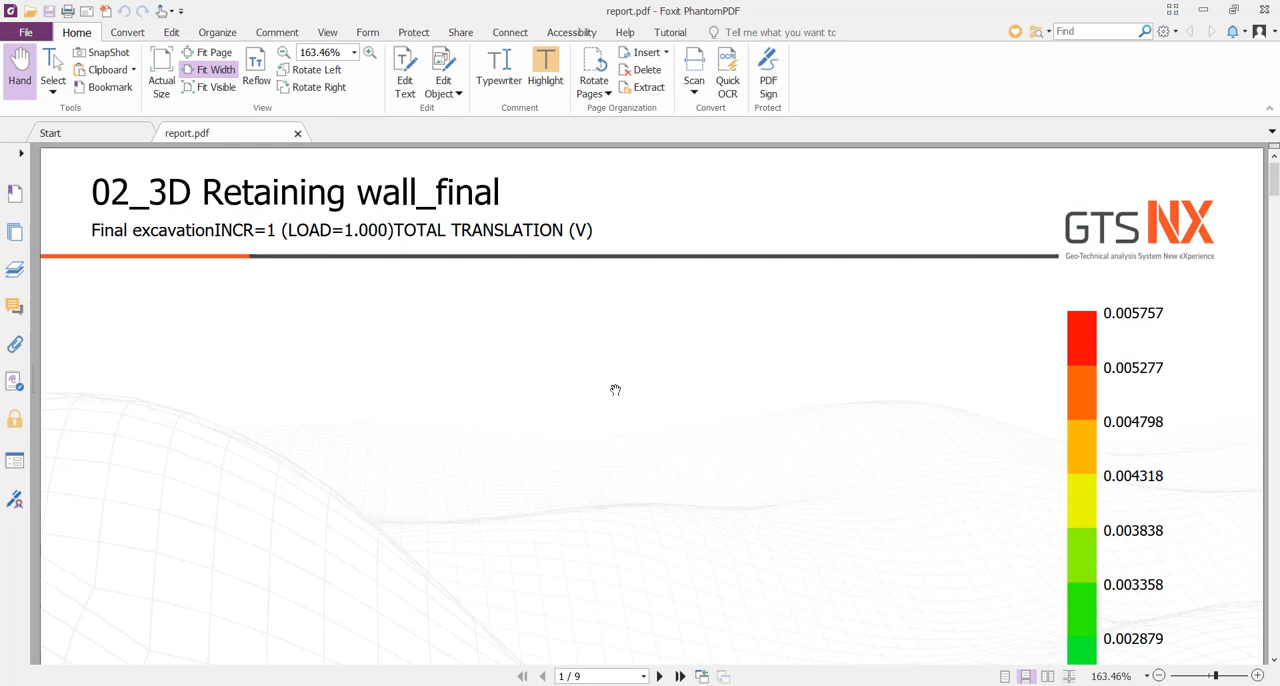 report.pdf - Foxit PhantomPDF
File Home Convert Edit Organize Comment View Form Protect Share Connect Accessibility Help Tutorial Tell me what you want tc Find
Hand
Select
SnapShot
Clipboard
Bookmark
Tools
Actual Size
Fit Page
Fit Width
Fit Visible
Reflow
163.46%
Rotate Left
Rotate Right
View
Edit Text
Edit Object
Edit
Typewriter
Highlight
Comment
Rotate Pages
Insert
Delete
Extract
Page Organization
Scan
Quick OCR
Convert
PDF Sign
Protect
Start
report.pdf
02_3D Retaining wall_final
Final excavationINCR=1 (LOAD=1.000)TOTAL TRANSLATION (V)
GTS NX
Geo-Technical analysis System New eXperience
0.005757
0.005277
0.004798
0.004318
0.003838
0.003358
0.002879
1 / 9
163.46%